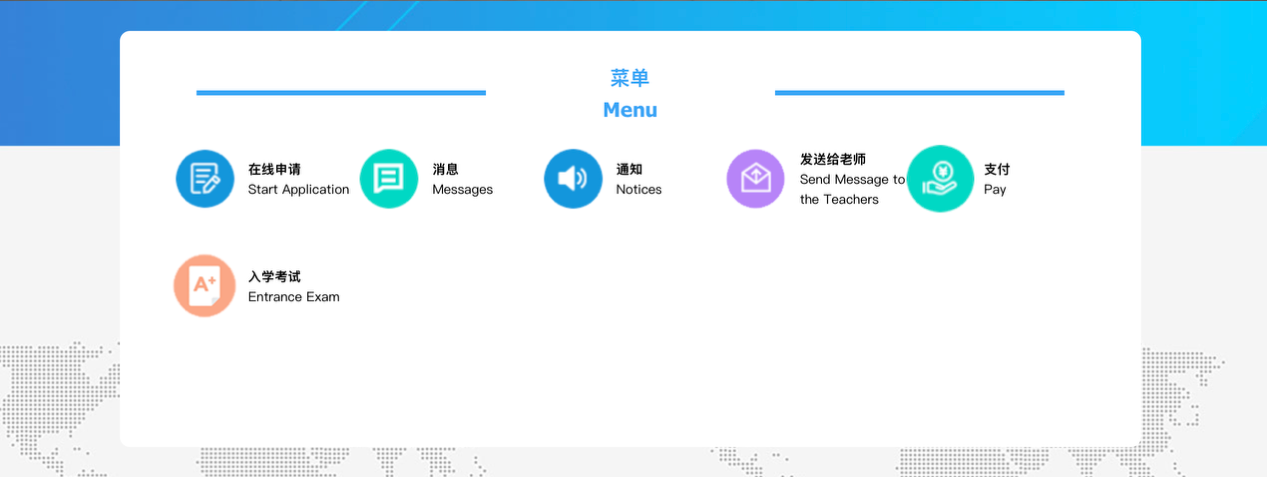 菜单
Menu
在线申请
Start Application
消息
Messages
通知
Notices
发送给老师
Send Message to
the Teachers
支付
Pay
A+
入学考试
Entrance Exam